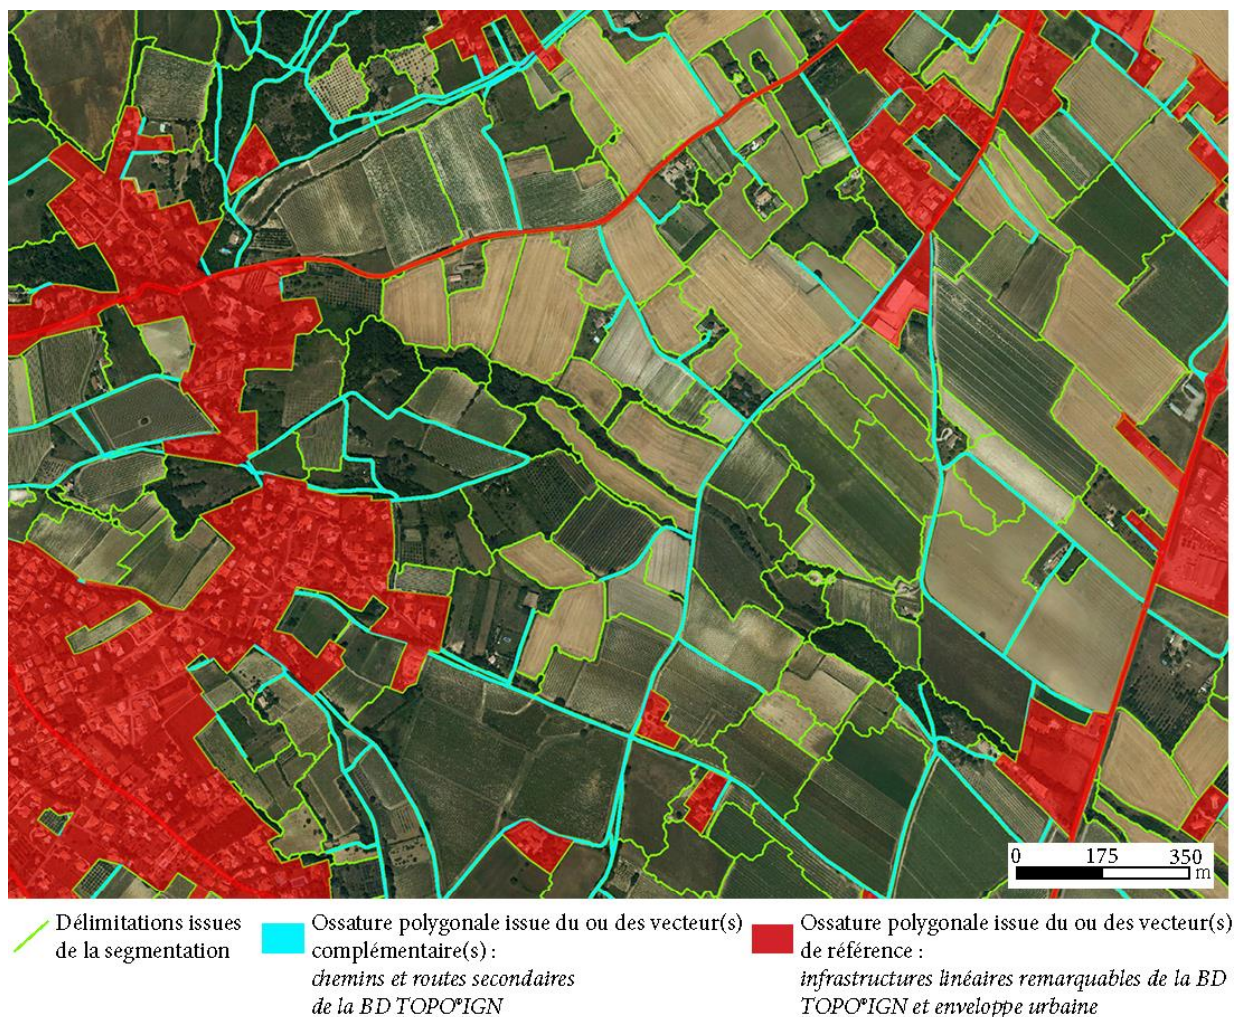 0 175 350
m
Délimitations issues
de la segmentation
Ossature polygonale issue du ou des vecteur(s)
complémentaire(s) :
chemins et routes secondaires
de la BD TOPO®IGN
Ossature polygonale issue du ou des vecteur(s)
de référence :
infrastructures linéaires remarquables de la BD
TOPO®IGN et enveloppe urbaine